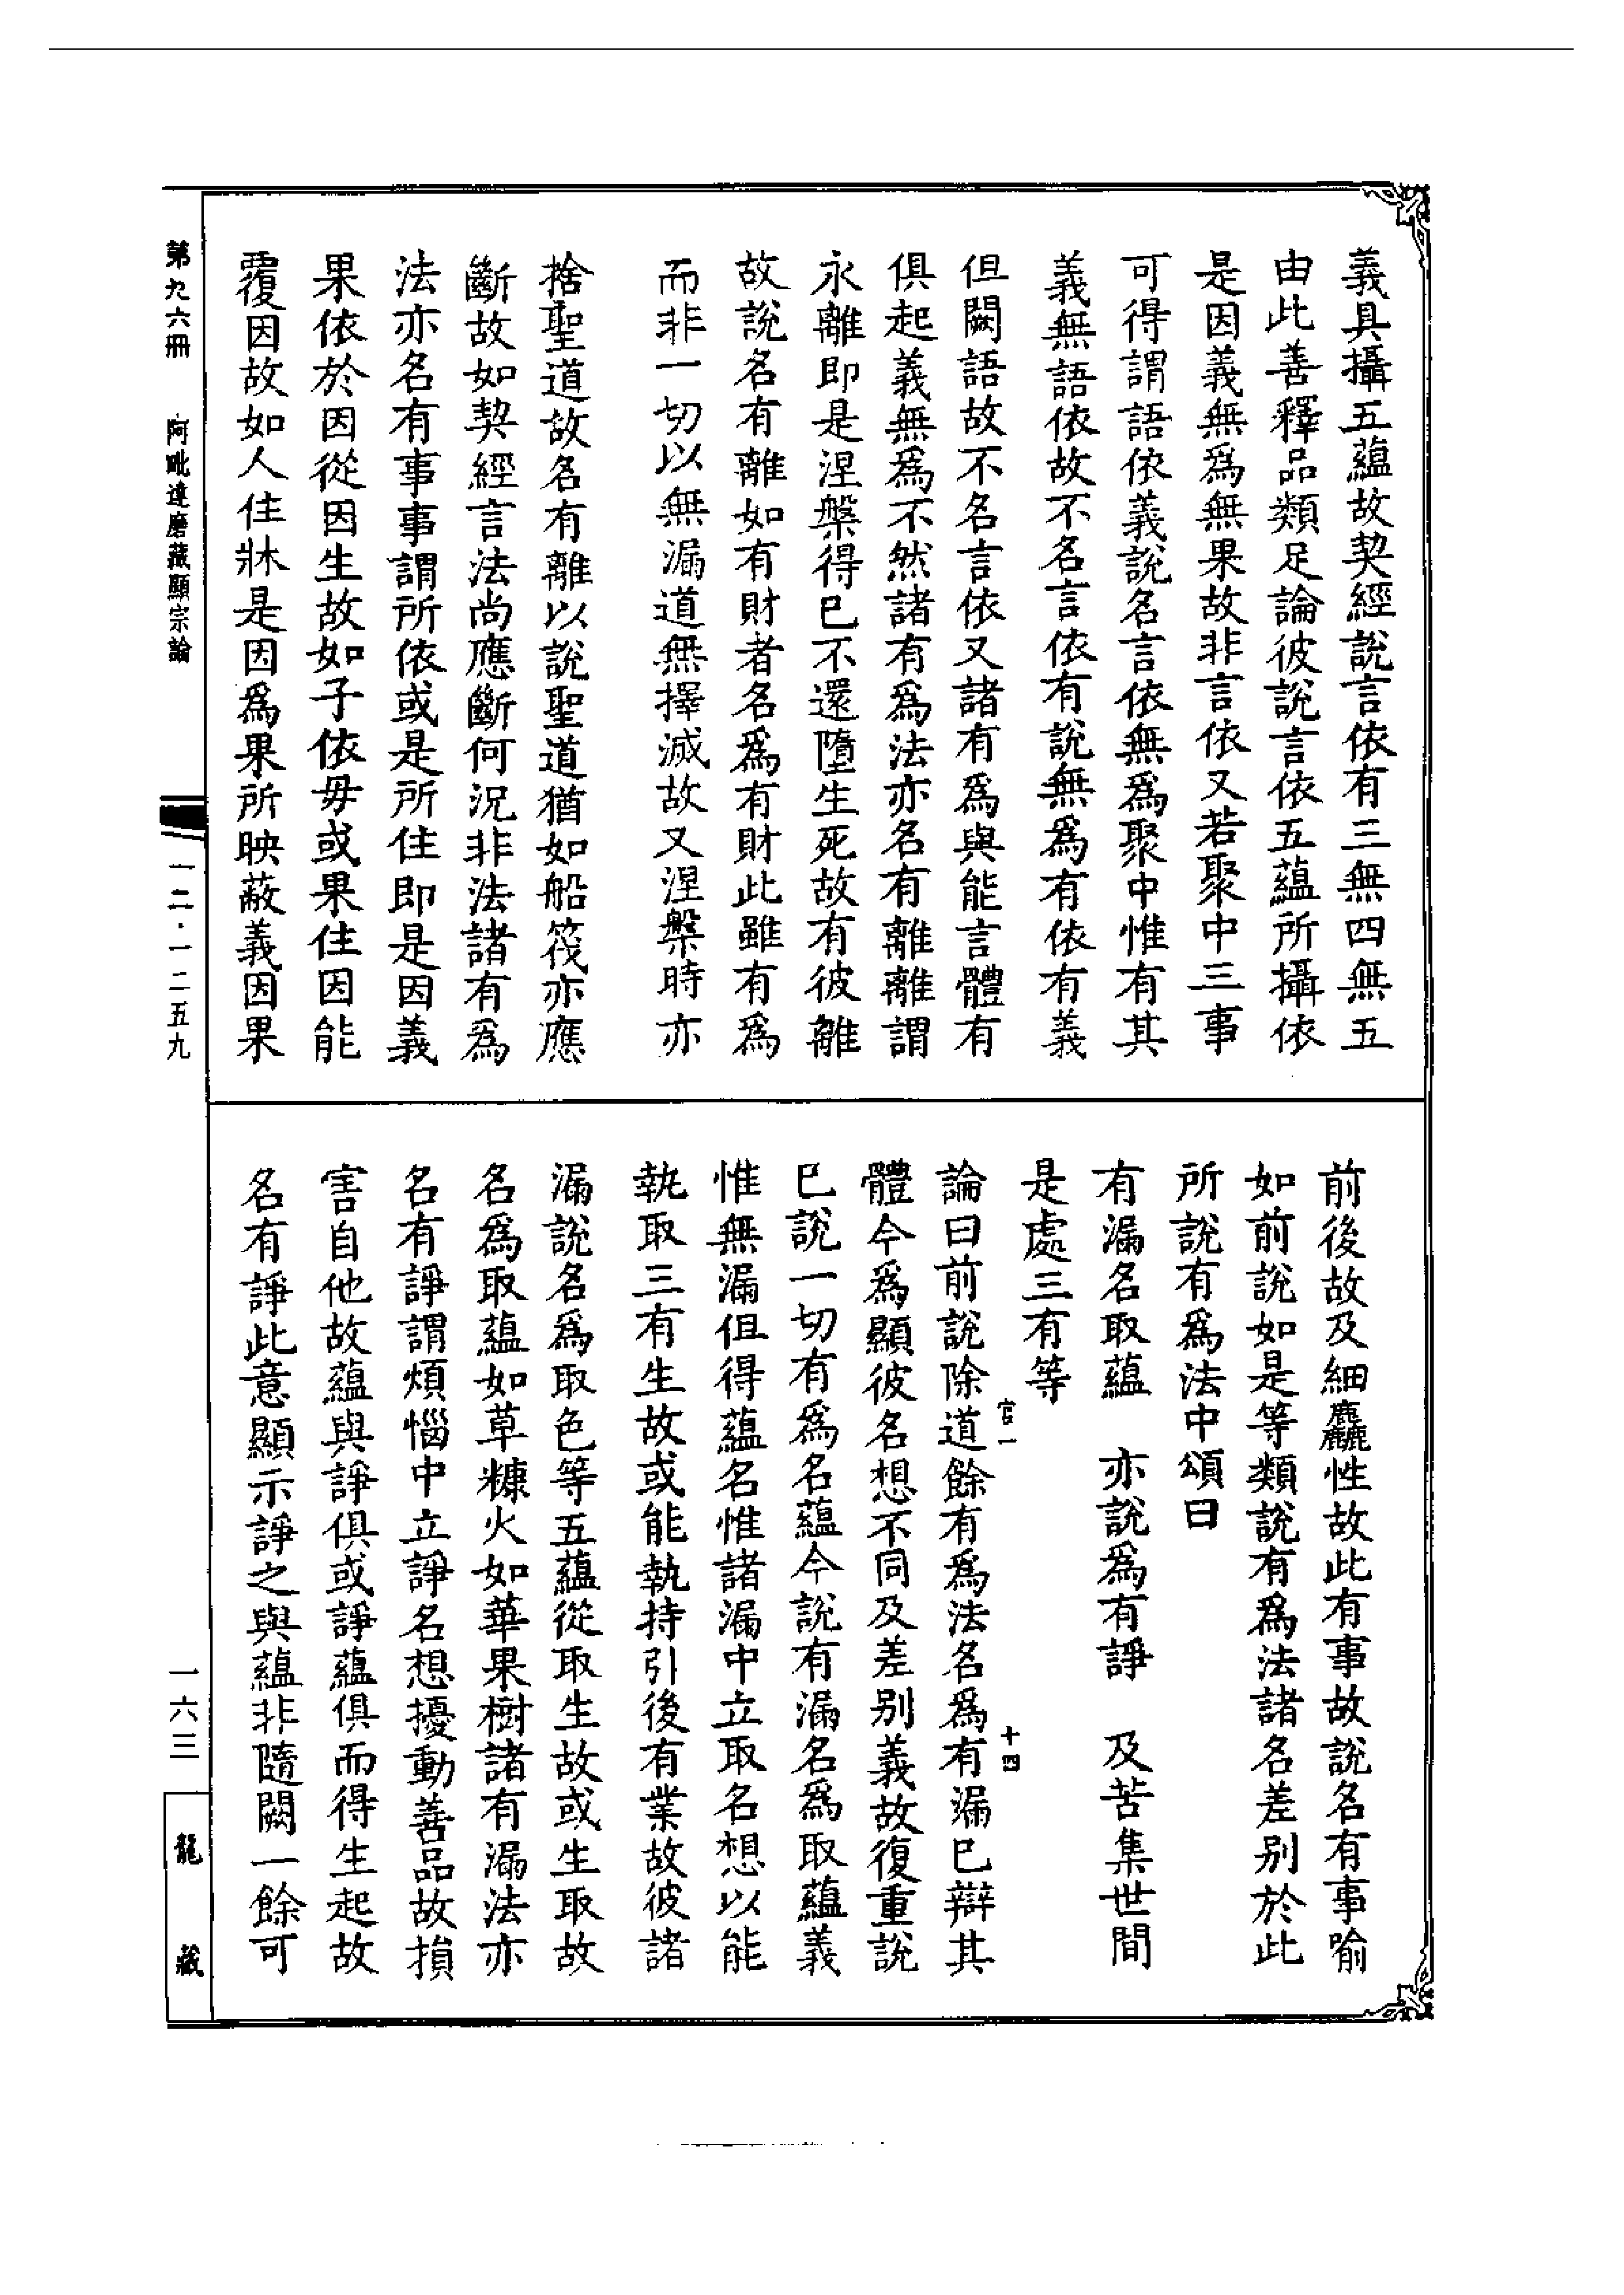 義具攝五蘊故契經說言依有三無四無五
由此善釋品類足論彼說言依五蘊所攝依
是因義無爲無果故非言依又若聚中三事
可得謂語依義說名言依無爲聚中惟有其
義無語依故不名言依有說無爲有依有義
但闕語故不名言依又諸有爲與能言體有
俱起義無爲不然諸有爲法亦名有離離謂
永離即是涅槃得已不還墮生死故有彼離
故說名有離如有財者名爲有財此雖有爲
而非一切以無漏道無擇滅故又涅槃時亦
捨聖道故名有離以說聖道猶如船筏亦應
斷故如契經言法尚應斷何況非法諸有爲
法亦名有事事謂所依或是所住即是因義
果依於因從因生故如子依母或果住因能
覆因故如人住牀是因爲果所映蔽義因果
前後故及細麤性故此有事故說名有事喻
如前說如是等類說有爲法諸名差別於此
所說有爲法中頌曰
有漏名取蘊　亦說爲有諍　及苦集世間
是處三有等
官一　十四
論曰前說除道餘有爲法名爲有漏已辯其
體今爲顯彼名想不同及差別義故復重說
已說一切有爲名蘊今說有漏名爲取蘊義
惟無漏但得蘊名惟諸漏中立取名想以能
執取三有生故或能執持引後有業故彼諸
漏說名爲取色等五蘊從取生故或生取故
名爲取蘊如草糠火如華果樹諸有漏法亦
名有諍謂煩惱中立諍名想擾動善品故損
害自他故蘊與諍俱或諍蘊俱而得生起故
名有諍此意顯示諍之與蘊非隨闕一餘可
第九六冊　阿毗達磨藏顯宗論
一二·一二五九
一六三
龍藏